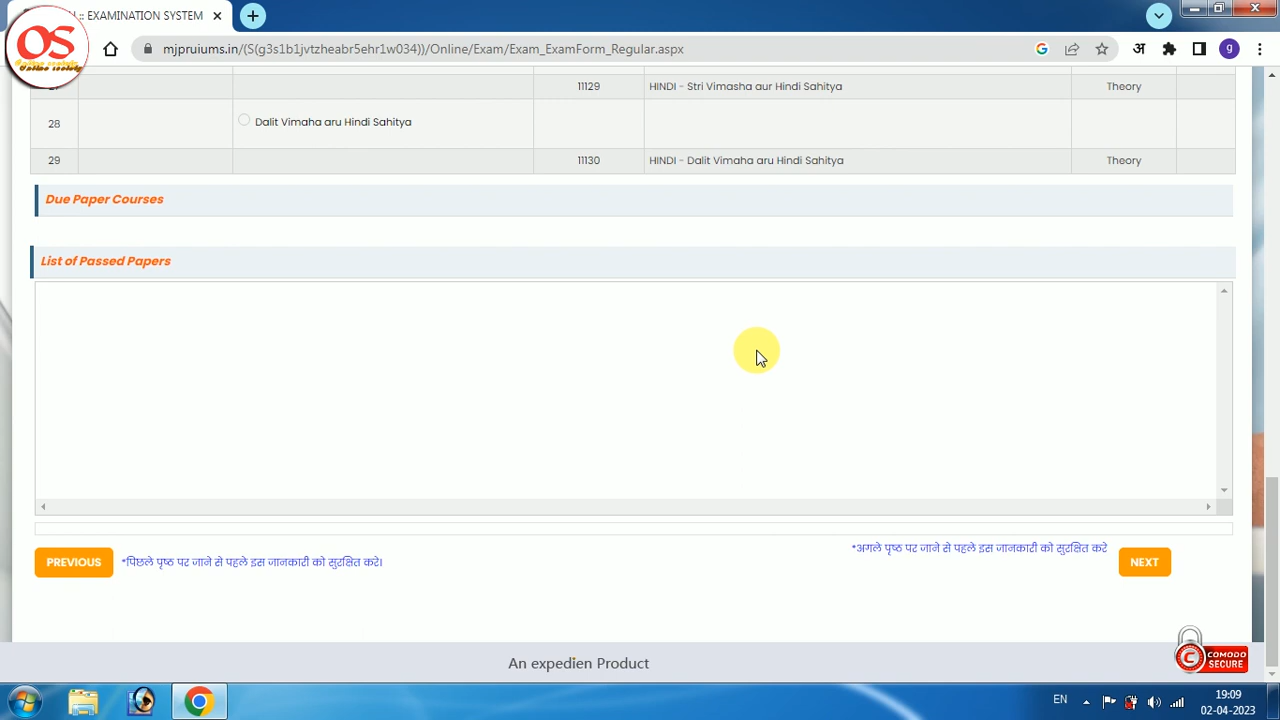 :: EXAMINATION SYSTEM
OS
Online society
mjpruiums.in/(S(g3s1b1jvtzheabr5ehr1w034))/Online/Exam/Exam_ExamForm_Regular.aspx
अ
g
11129 HINDI - Stri Vimasha aur Hindi Sahitya Theory
28 Dalit Vimaha aru Hindi Sahitya
29 11130 HINDI - Dalit Vimaha aru Hindi Sahitya Theory
Due Paper Courses
List of Passed Papers
*अगले पृष्ठ पर जाने से पहले इस जानकारी को सुरक्षित करे
PREVIOUS *पिछले पृष्ठ पर जाने से पहले इस जानकारी को सुरक्षित करे। NEXT
An expedien Product
COMODO
SECURE
EN 19:09
02-04-2023